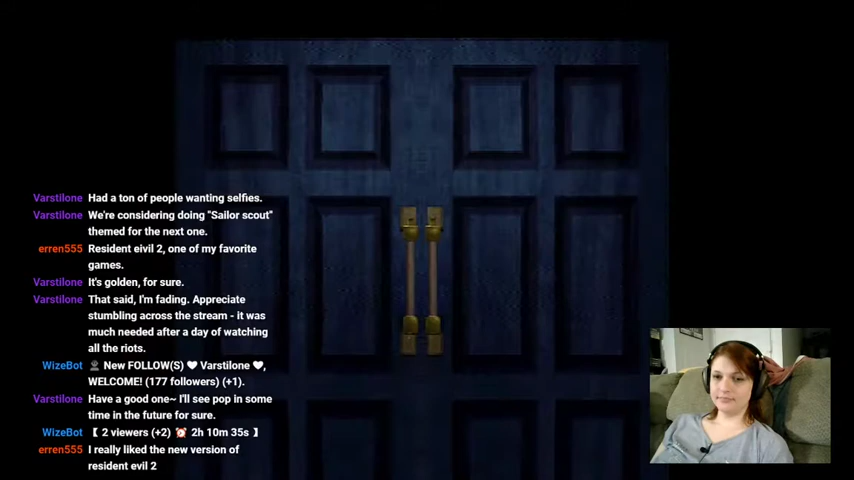 Varstilone Had a ton of people wanting selfies.
Varstilone We're considering doing "Sailor scout"
themed for the next one.
erren555 Resident eivil 2, one of my favorite
games.
Varstilone It's golden, for sure.
Varstilone That said, I'm fading. Appreciate
stumbling across the stream - it was
much needed after a day of watching
all the riots.
WizeBot New FOLLOW(S) ❤ Varstilone ❤,
WELCOME! (177 followers) (+1).
Varstilone Have a good one~ I'll see pop in some
time in the future for sure.
WizeBot 【 2 viewers (+2) ⏰ 2h 10m 35s 】
erren555 I really liked the new version of
resident evil 2